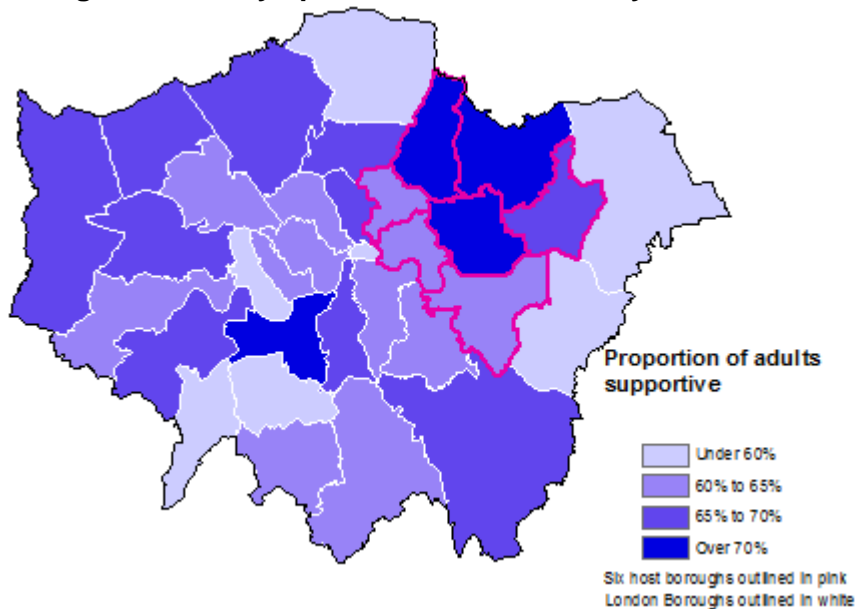 Proportion of adults
supportive
Under 60%
60% to 65%
65% to 70%
Over 70%
Six host boroughs outlined in pink
London Boroughs outlined in white